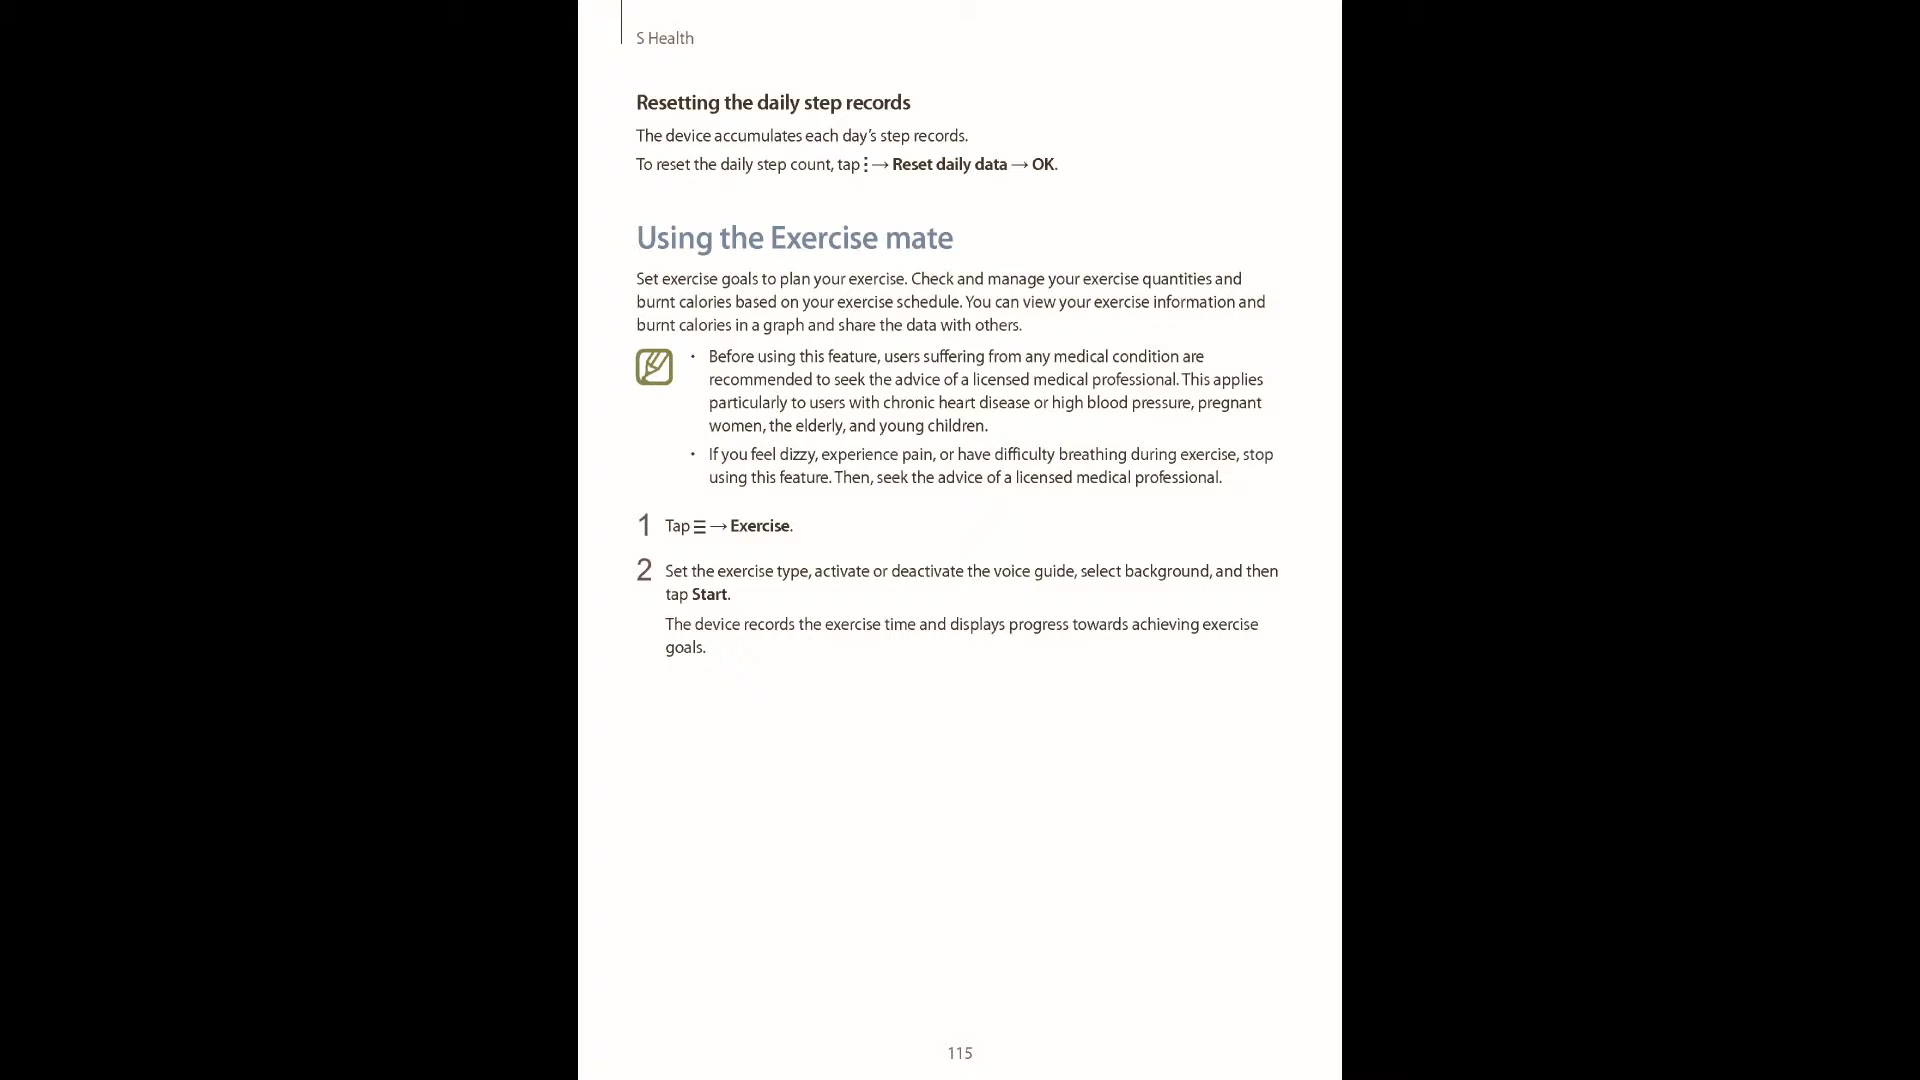 S Health
Resetting the daily step records
The device accumulates each day's step records.
To reset the daily step count, tap ⋮ → Reset daily data → OK.
Using the Exercise mate
Set exercise goals to plan your exercise. Check and manage your exercise quantities and
burnt calories based on your exercise schedule. You can view your exercise information and
burnt calories in a graph and share the data with others.
• Before using this feature, users suffering from any medical condition are
recommended to seek the advice of a licensed medical professional. This applies
particularly to users with chronic heart disease or high blood pressure, pregnant
women, the elderly, and young children.
• If you feel dizzy, experience pain, or have difficulty breathing during exercise, stop
using this feature. Then, seek the advice of a licensed medical professional.
1 Tap ☰ → Exercise.
2 Set the exercise type, activate or deactivate the voice guide, select background, and then
tap Start.
The device records the exercise time and displays progress towards achieving exercise
goals.
115